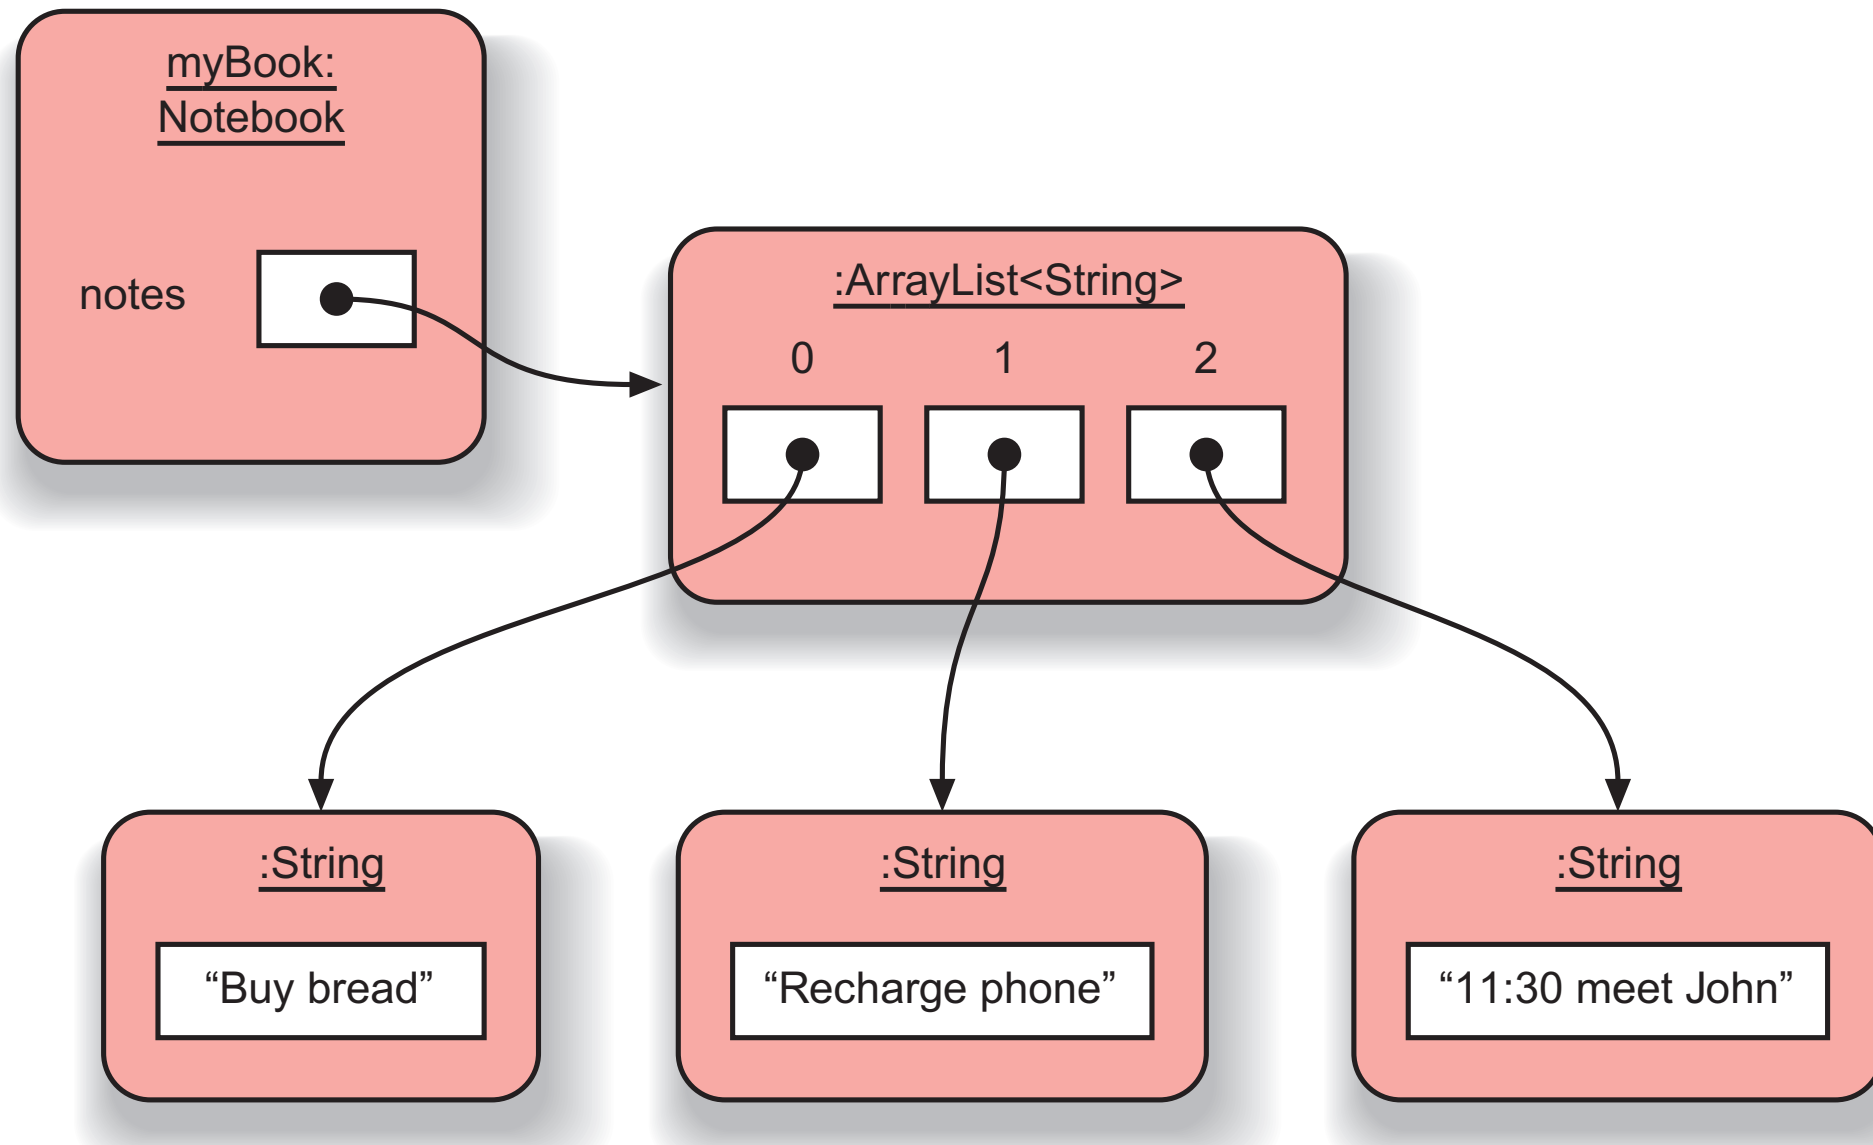 myBook:
Notebook
notes
:ArrayList<String>
0 1 2
:String
“Buy bread”
:String
“Recharge phone”
:String
“11:30 meet John”